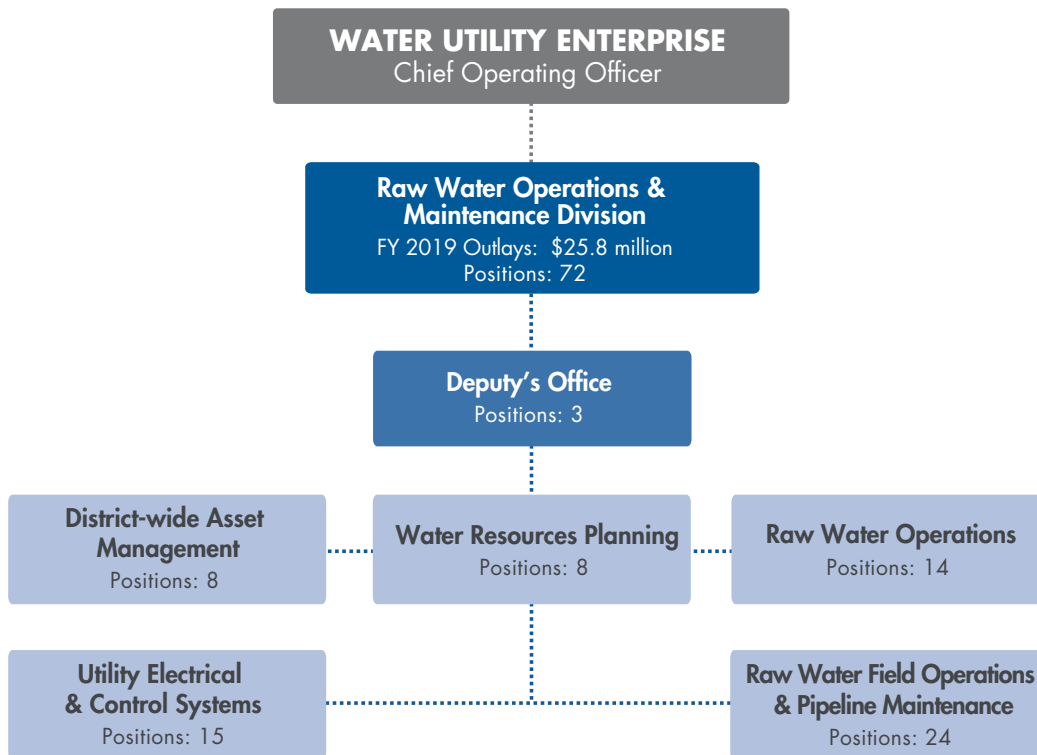 WATER UTILITY ENTERPRISE
Chief Operating Officer
Raw Water Operations &
Maintenance Division
FY 2019 Outlays: $25.8 million
Positions: 72
Deputy’s Office
Positions: 3
District-wide Asset
Management
Positions: 8
Water Resources Planning
Positions: 8
Raw Water Operations
Positions: 14
Utility Electrical
& Control Systems
Positions: 15
Raw Water Field Operations
& Pipeline Maintenance
Positions: 24